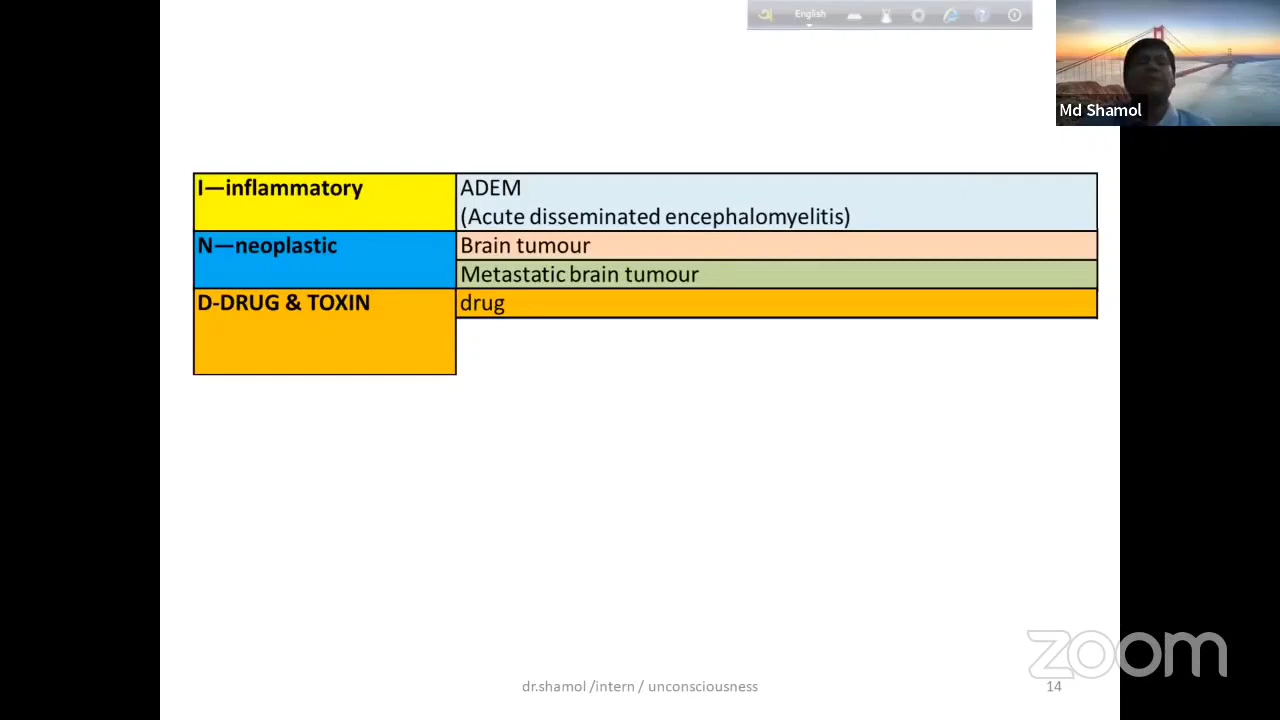 English
Md Shamol
I—inflammatory
ADEM
(Acute disseminated encephalomyelitis)
N—neoplastic
Brain tumour
Metastatic brain tumour
D-DRUG & TOXIN
drug
zoom
dr.shamol /intern / unconsciousness
14